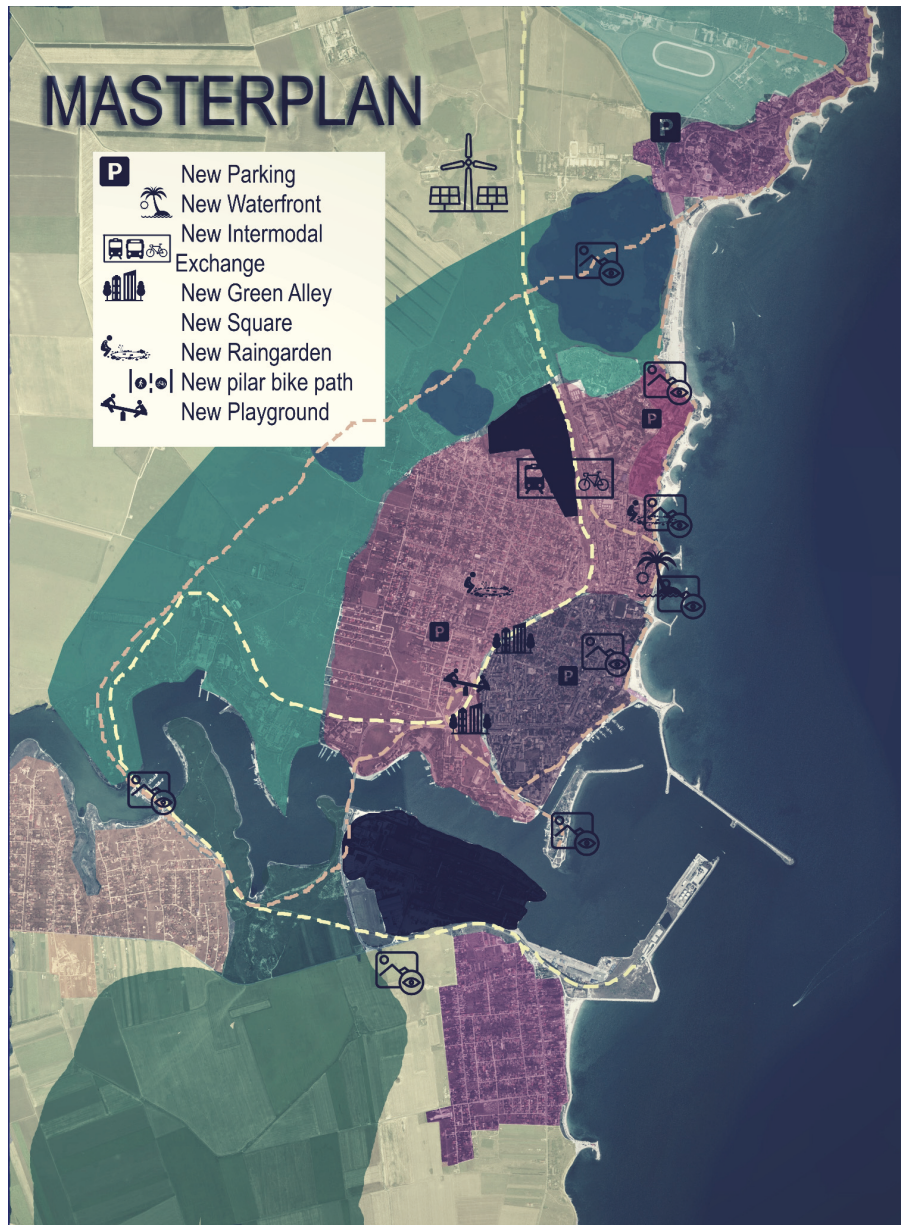 MASTERPLAN
P New Parking
New Waterfront
New Intermodal
Exchange
New Green Alley
New Square
New Raingarden
New pilar bike path
New Playground
P
P
P
P